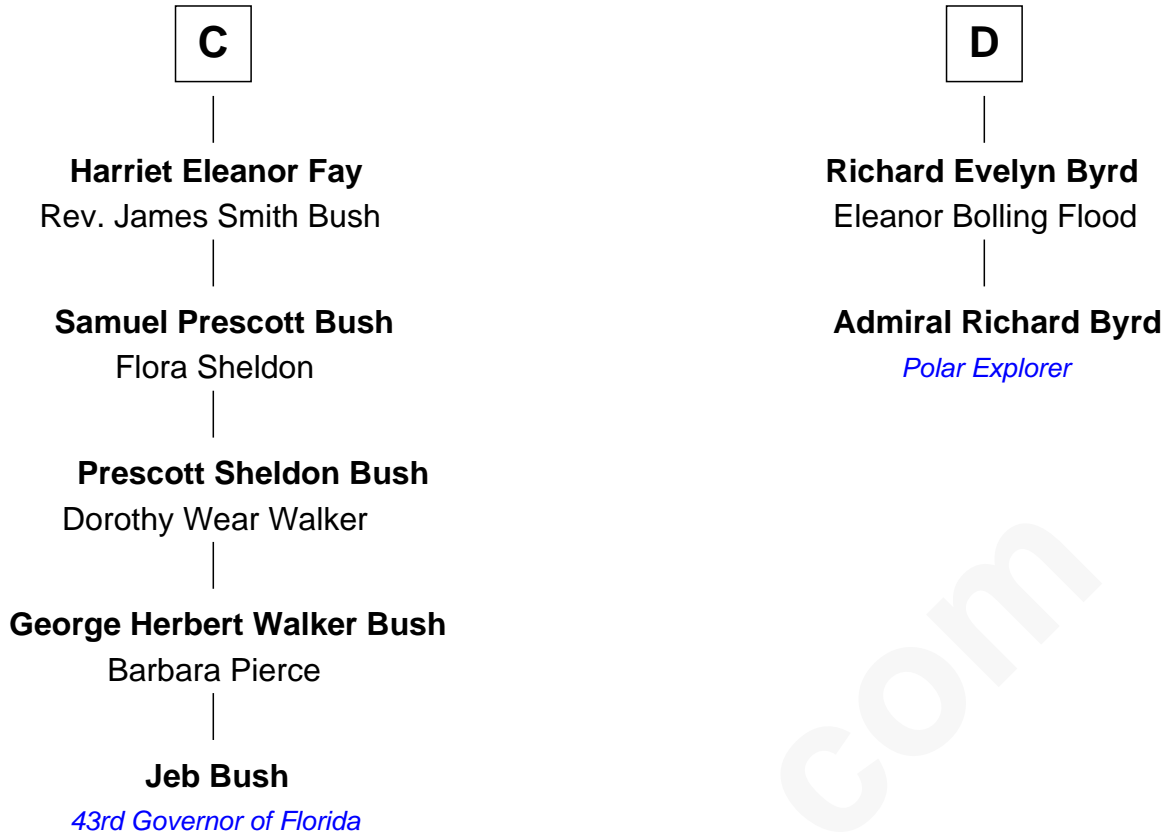 C
Harriet Eleanor Fay
Rev. James Smith Bush
Samuel Prescott Bush
Flora Sheldon
Prescott Sheldon Bush
Dorothy Wear Walker
George Herbert Walker Bush
Barbara Pierce
Jeb Bush
43rd Governor of Florida
D
Richard Evelyn Byrd
Eleanor Bolling Flood
Admiral Richard Byrd
Polar Explorer
com